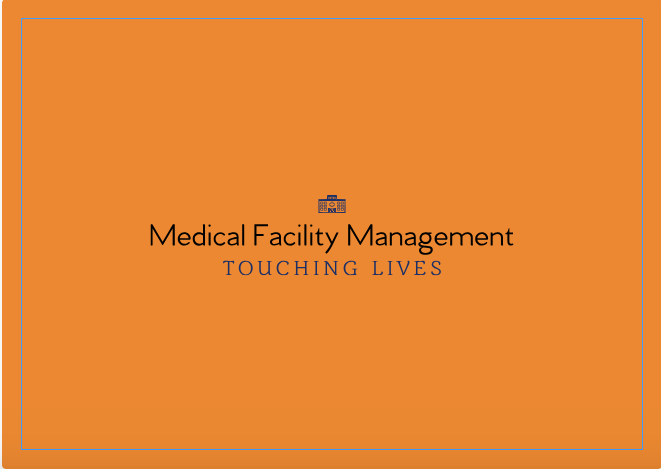 Medical Facility Management
TOUCHING LIVES